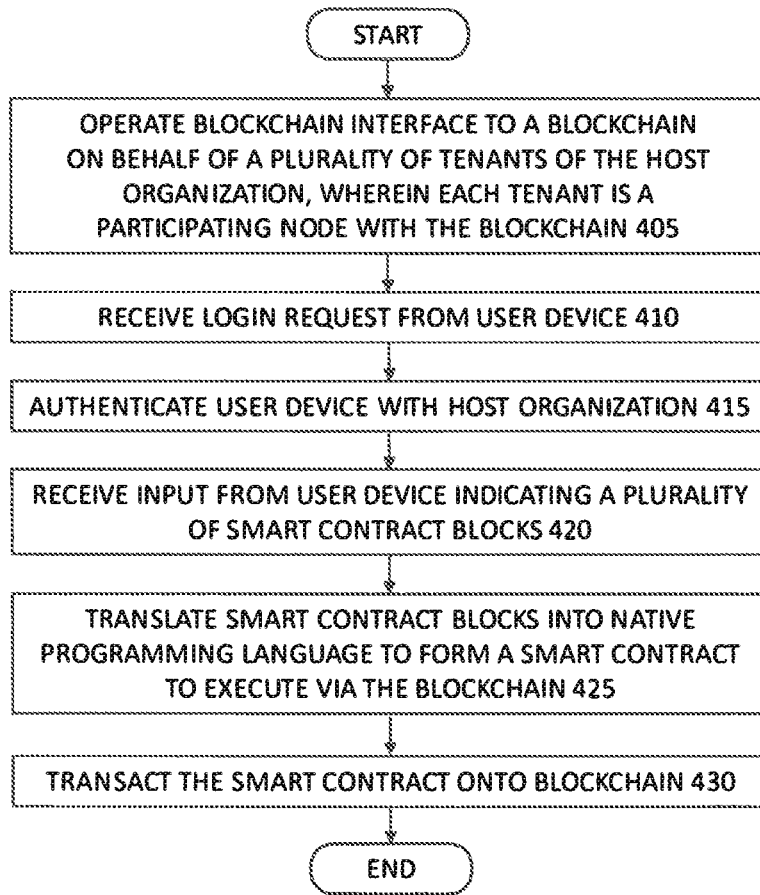 START
OPERATE BLOCKCHAIN INTERFACE TO A BLOCKCHAIN
ON BEHALF OF A PLURALITY OF TENANTS OF THE HOST
ORGANIZATION, WHEREIN EACH TENANT IS A
PARTICIPATING NODE WITH THE BLOCKCHAIN 405
RECEIVE LOGIN REQUEST FROM USER DEVICE 410
AUTHENTICATE USER DEVICE WITH HOST ORGANIZATION 415
RECEIVE INPUT FROM USER DEVICE INDICATING A PLURALITY
OF SMART CONTRACT BLOCKS 420
TRANSLATE SMART CONTRACT BLOCKS INTO NATIVE
PROGRAMMING LANGUAGE TO FORM A SMART CONTRACT
TO EXECUTE VIA THE BLOCKCHAIN 425
TRANSACT THE SMART CONTRACT ONTO BLOCKCHAIN 430
END